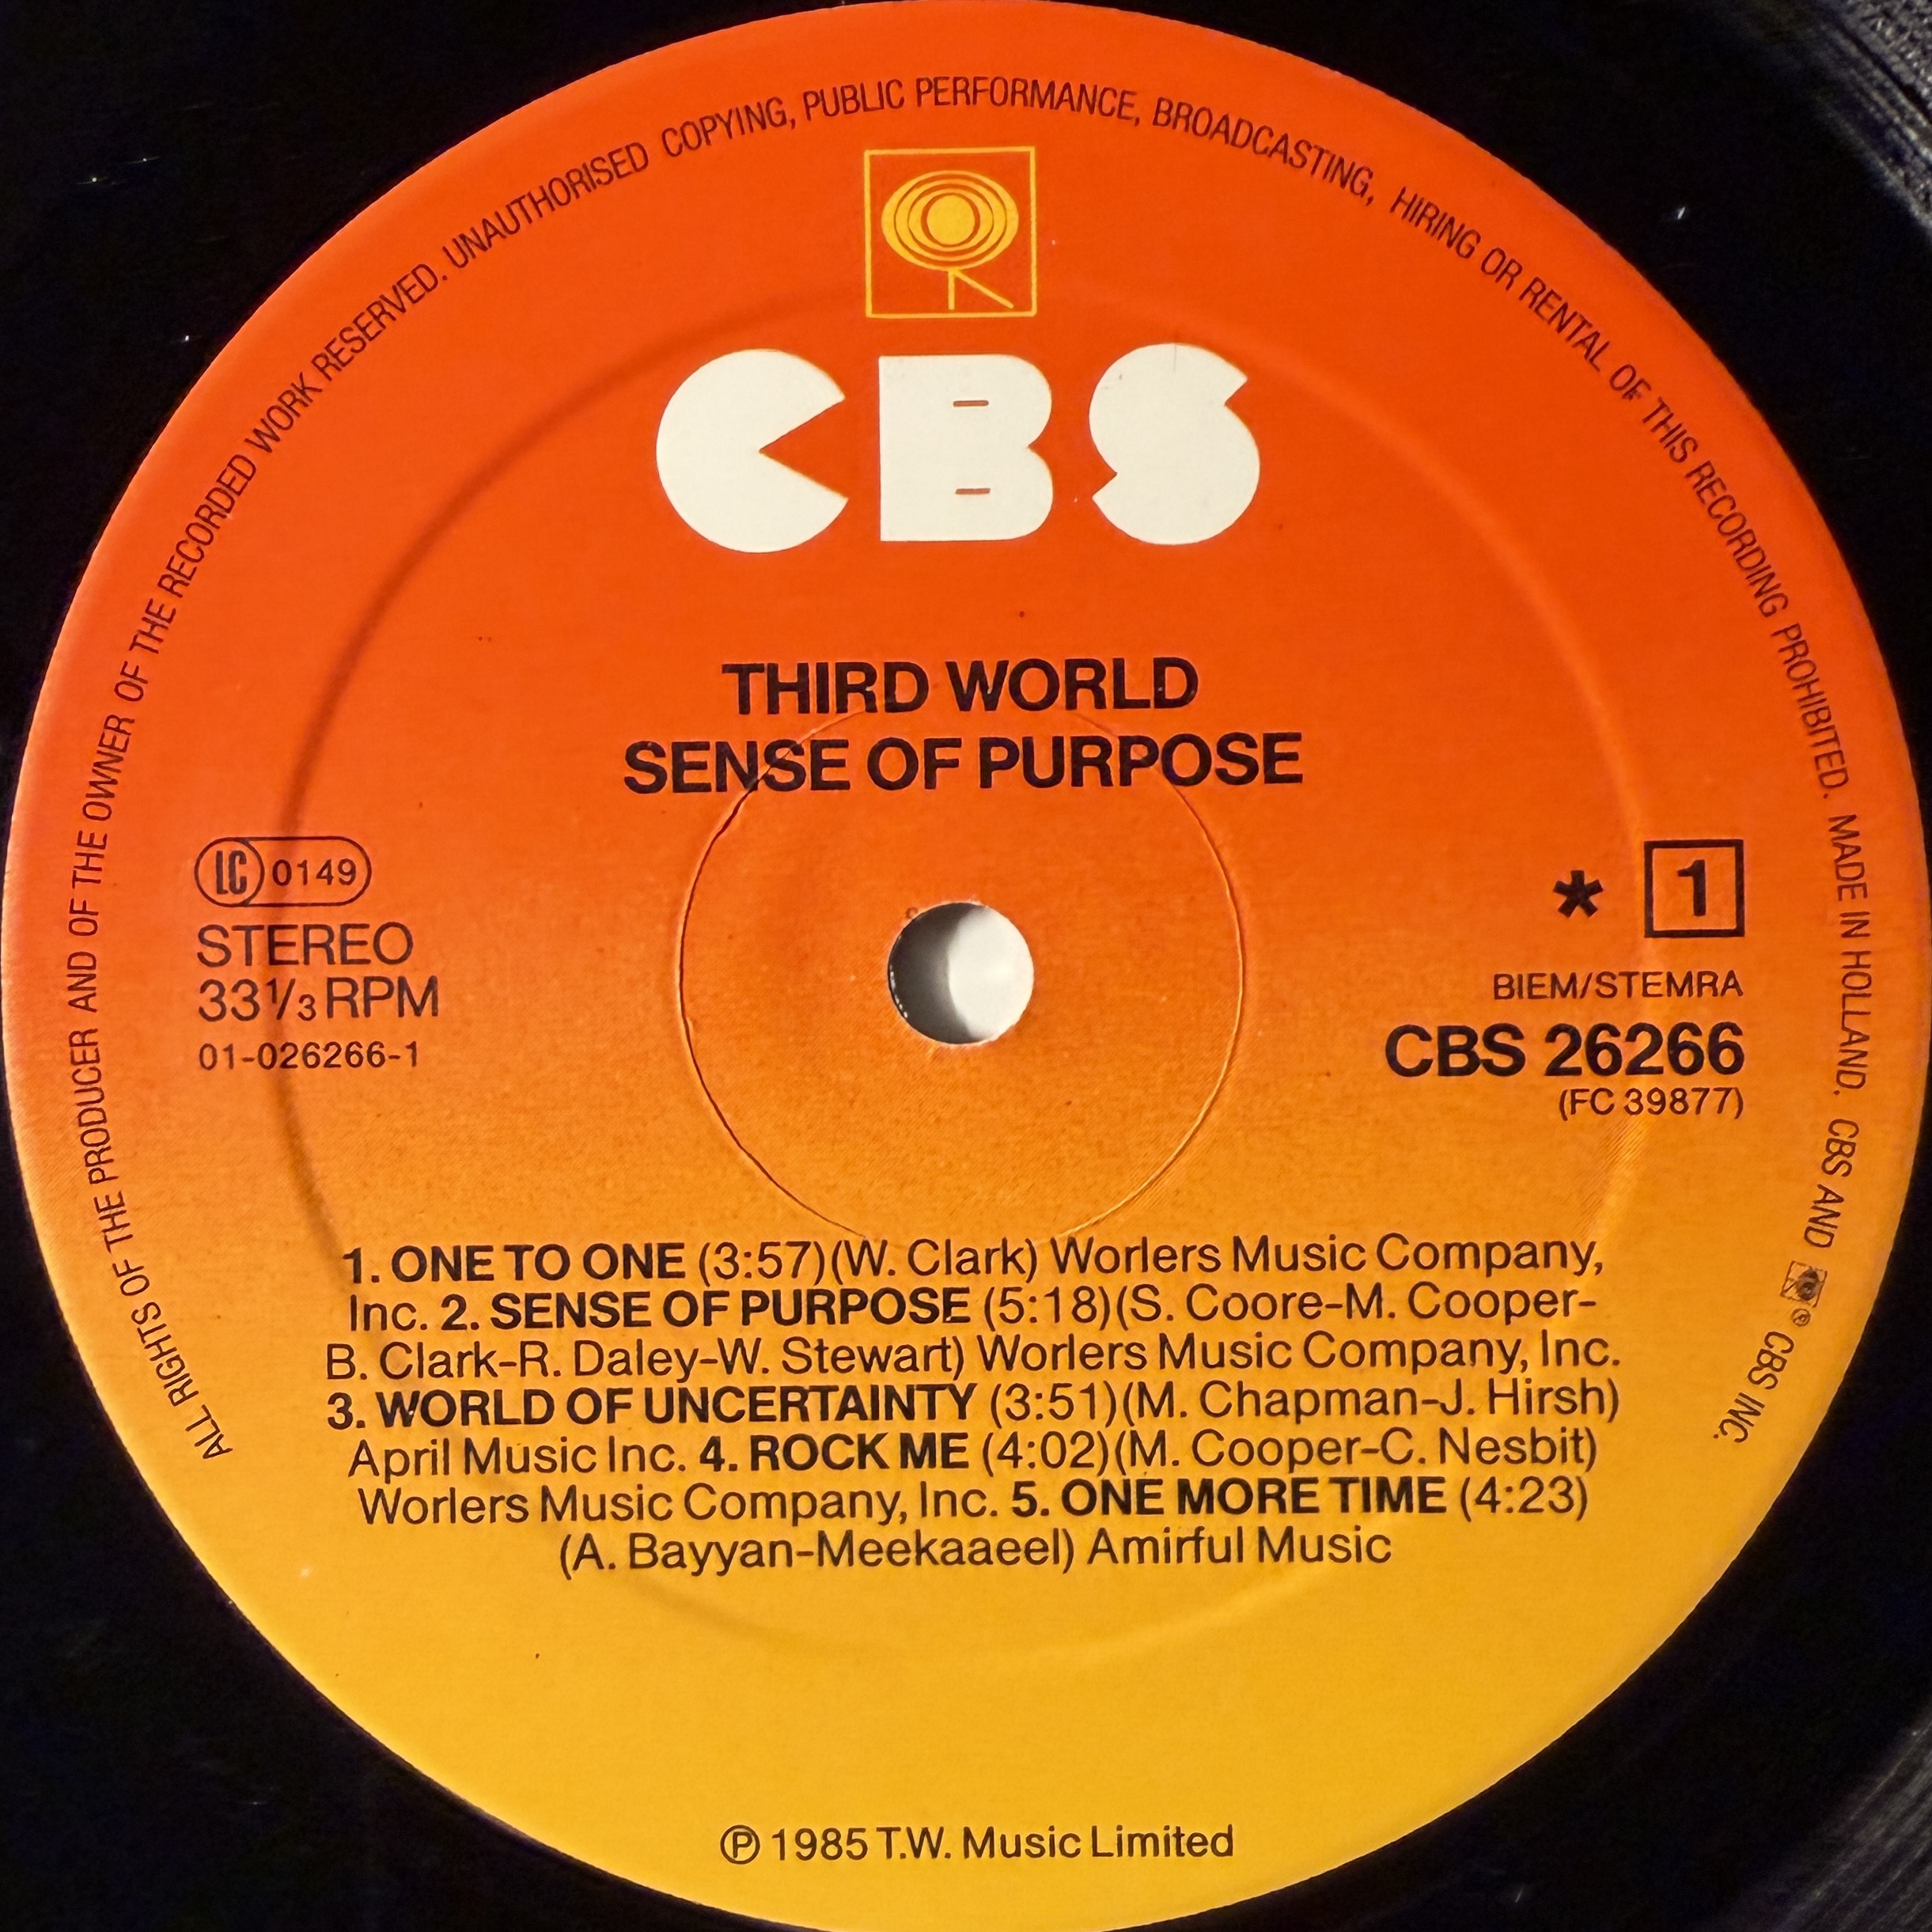 ALL RIGHTS OF THE PRODUCER AND OF THE OWNER OF THE RECORDED WORK RESERVED. UNAUTHORISED COPYING, PUBLIC PERFORMANCE, BROADCASTING, HIRING OR RENTAL OF THIS RECORDING PROHIBITED. MADE IN HOLLAND. CBS AND ® CBS INC.
CBS
THIRD WORLD
SENSE OF PURPOSE
LC 0149
STEREO
33 1/3 RPM
01-026266-1
* 1
BIEM/STEMRA
CBS 26266
(FC 39877)
1. ONE TO ONE (3:57)(W. Clark) Worlers Music Company,
Inc. 2. SENSE OF PURPOSE (5:18)(S. Coore-M. Cooper-
B. Clark-R. Daley-W. Stewart) Worlers Music Company, Inc.
3. WORLD OF UNCERTAINTY (3:51)(M. Chapman-J. Hirsh)
April Music Inc. 4. ROCK ME (4:02)(M. Cooper-C. Nesbit)
Worlers Music Company, Inc. 5. ONE MORE TIME (4:23)
(A. Bayyan-Meekaaeel) Amirful Music
℗ 1985 T.W. Music Limited